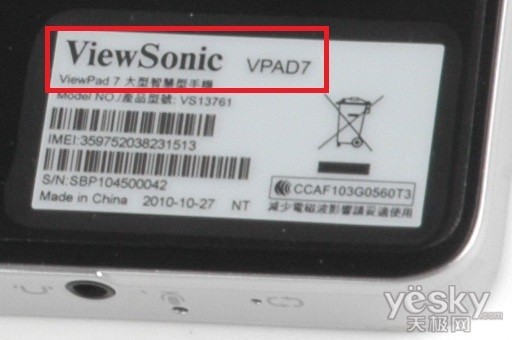 ViewSonic VPAD7
ViewPad 7 大型智慧型手機
Model NO./產品型號: VS13761
IMEI:359752038231513
S/N:SBP104500042
CCAF103G0560T3
Made in China 2010-10-27 NT
減少電磁波影響請妥適使用
yësky
天极网.com